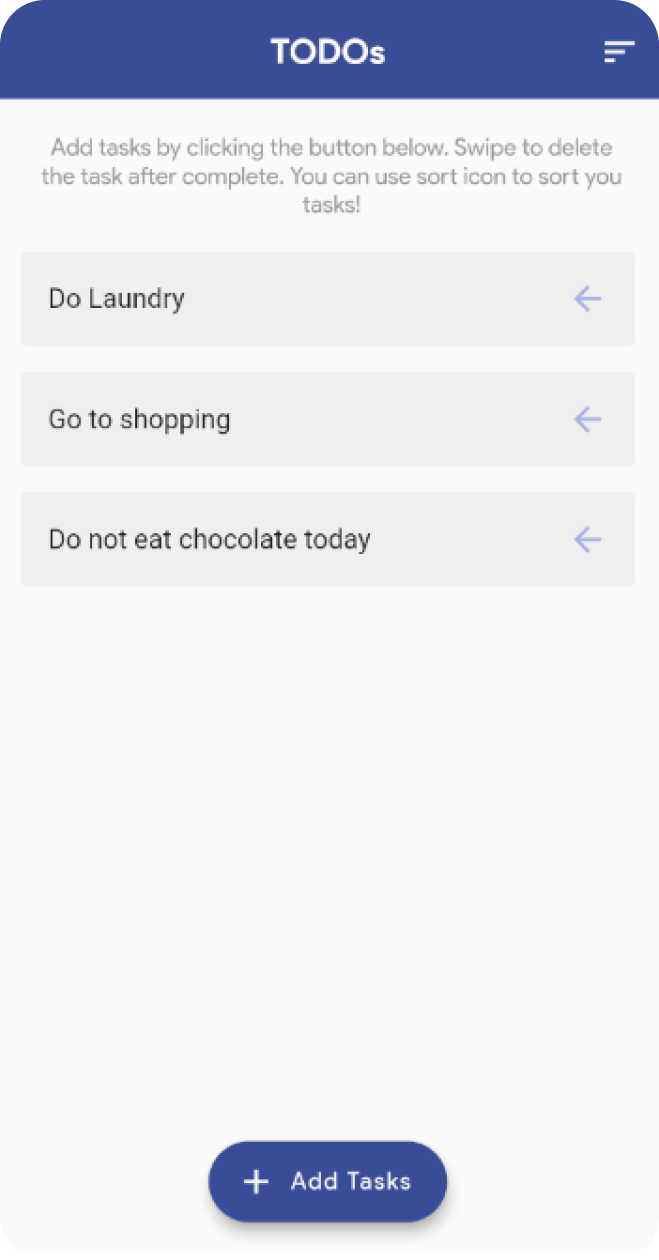 TODOs
Add tasks by clicking the button below. Swipe to delete
the task after complete. You can use sort icon to sort you
tasks!
Do Laundry
Go to shopping
Do not eat chocolate today
Add Tasks